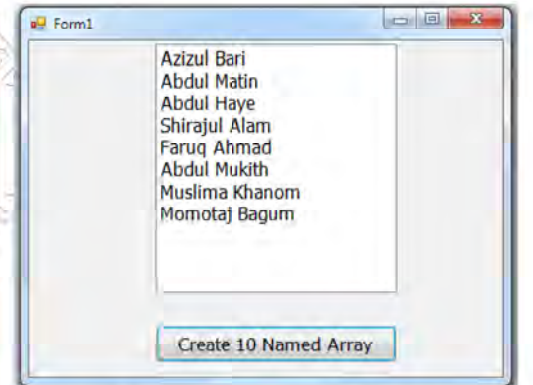 Form1
Azizul Bari
Abdul Matin
Abdul Haye
Shirajul Alam
Faruq Ahmad
Abdul Mukith
Muslima Khanom
Momotaj Bagum
Create 10 Named Array